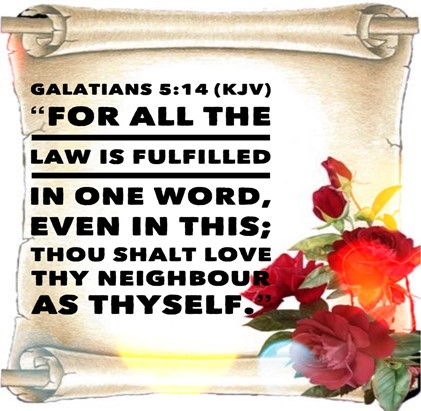 GALATIANS 5:14 (KJV)
“FOR ALL THE
LAW IS FULFILLED
IN ONE WORD,
EVEN IN THIS;
THOU SHALT LOVE
THY NEIGHBOUR
AS THYSELF.”